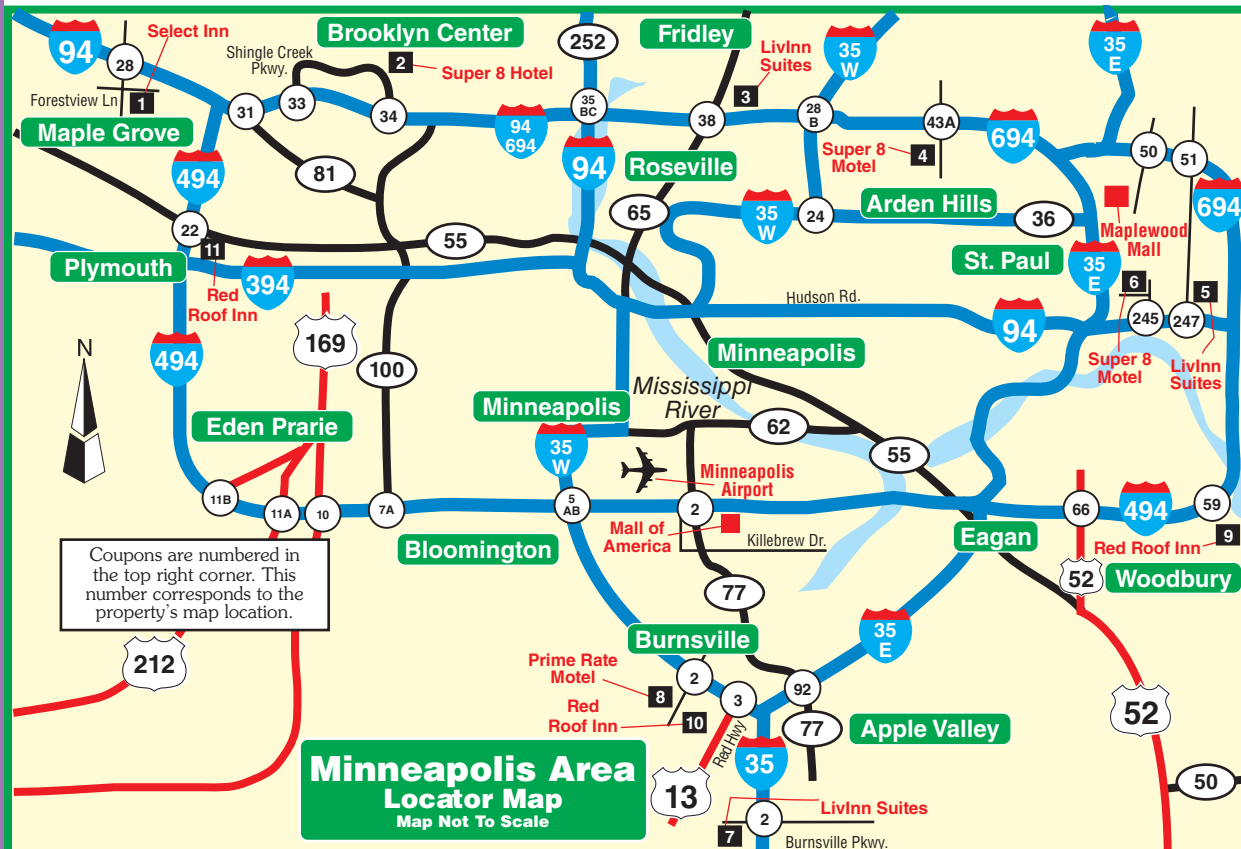 Select Inn
Brooklyn Center
252
Fridley
35
W
35
E
94
28
Shingle Creek
Pkwy.
2
Super 8 Hotel
LivInn
Suites
3
Forestview Ln
1
31
33
34
94
694
35
BC
38
28
B
43A
694
50
51
Maple Grove
494
81
94
Roseville
Super 8
Motel
4
694
22
11
55
65
35
W
24
Arden Hills
36
Maplewood
Mall
Plymouth
Red
Roof Inn
394
St. Paul
35
E
6
5
169
Hudson Rd.
94
245
247
N
494
100
Minneapolis
Super 8
Motel
LivInn
Suites
Mississippi
River
Minneapolis
Eden Prarie
35
W
62
55
Minneapolis
Airport
11B
11A
10
7A
5
AB
2
66
494
59
Mall of
America
Killebrew Dr.
Bloomington
Eagan
Red Roof Inn
9
Coupons are numbered in
the top right corner. This
number corresponds to the
property's map location.
52
Woodbury
77
212
Burnsville
35
E
Prime Rate
Motel
8
2
Red
Roof Inn
10
3
92
77
Apple Valley
52
Red Hwy
35
13
50
Minneapolis Area
Locator Map
Map Not To Scale
LivInn Suites
7
2
Burnsville Pkwy.